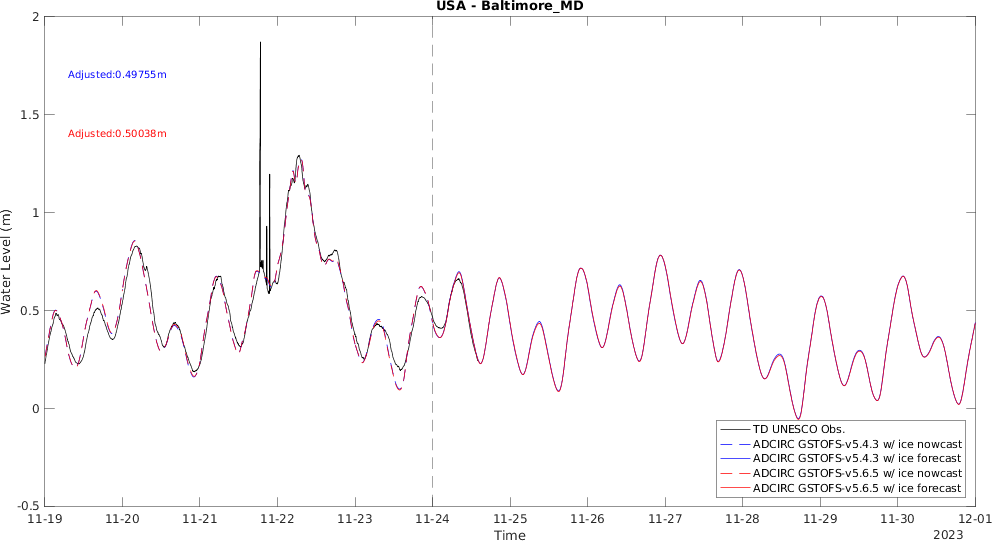 USA - Baltimore_MD
2
1.5
1
0.5
0
-0.5
Water Level (m)
Adjusted:0.49755m
Adjusted:0.50038m
TD UNESCO Obs.
ADCIRC GSTOFS-v5.4.3 w/ ice nowcast
ADCIRC GSTOFS-v5.4.3 w/ ice forecast
ADCIRC GSTOFS-v5.6.5 w/ ice nowcast
ADCIRC GSTOFS-v5.6.5 w/ ice forecast
11-19 11-20 11-21 11-22 11-23 11-24 11-25 11-26 11-27 11-28 11-29 11-30 12-01
Time
2023